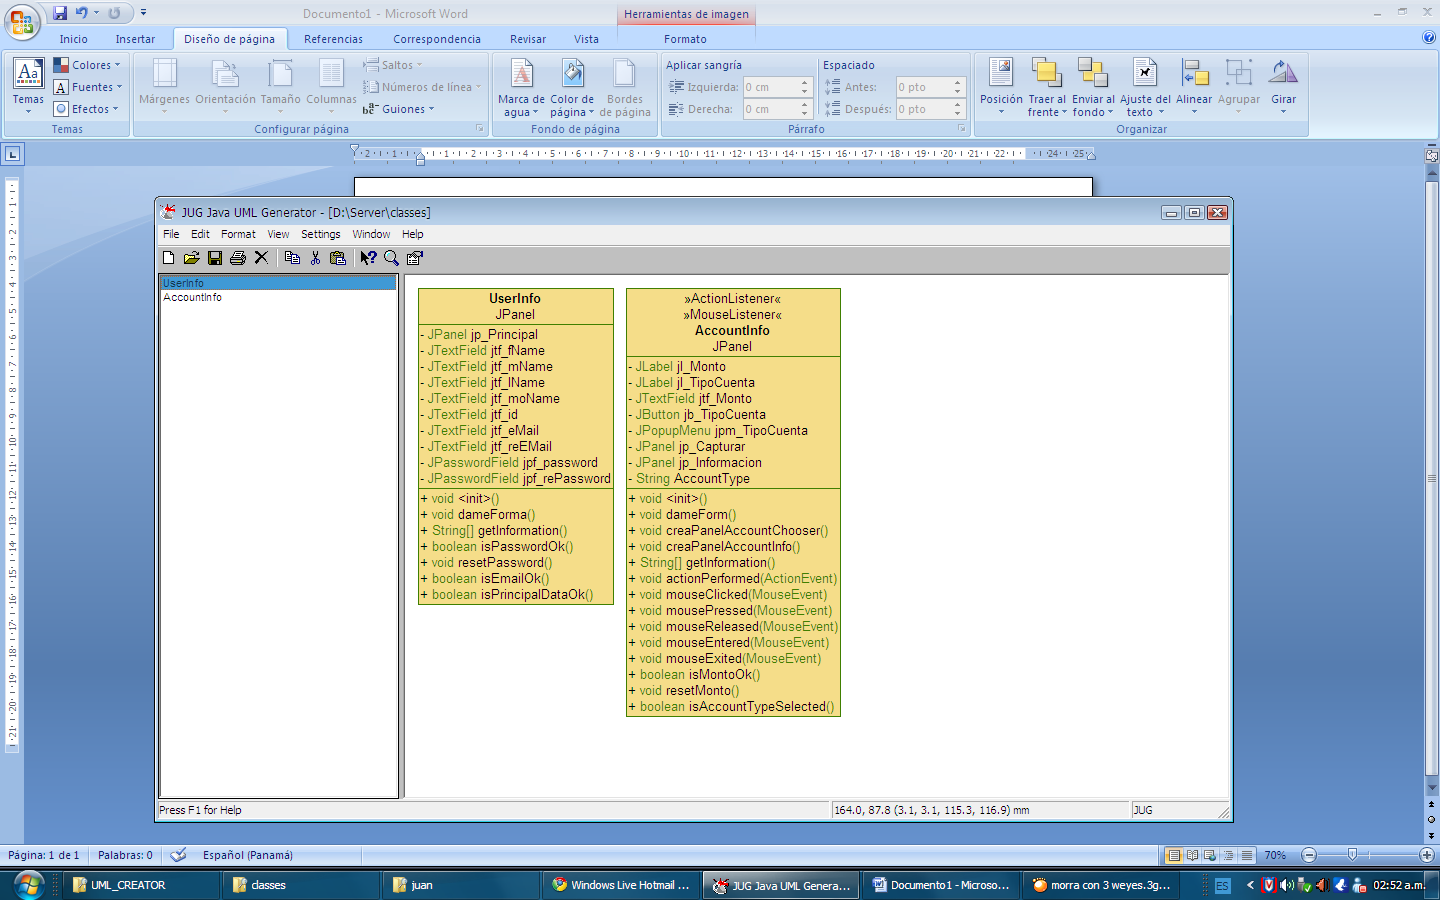 Documento1 - Microsoft Word
Herramientas de imagen
Inicio Insertar Diseño de página Referencias Correspondencia Revisar Vista Formato
Aa Colores Saltos Aplicar sangría Espaciado
Fuentes Números de línea Izquierda: 0 cm Antes: 0 pto
Efectos Guiones Derecha: 0 cm Después: 0 pto
Temas Márgenes Orientación Tamaño Columnas Marca de agua Color de página Bordes de página Posición Traer al frente Enviar al fondo Ajuste del texto Alinear Agrupar Girar
Temas Configurar página Fondo de página Párrafo Organizar
JUG Java UML Generator - [D:\Server\classes]
File Edit Format View Settings Window Help
UserInfo
AccountInfo
UserInfo
JPanel
- JPanel jp_Principal
- JTextField jtf_fName
- JTextField jtf_mName
- JTextField jtf_lName
- JTextField jtf_moName
- JTextField jtf_id
- JTextField jtf_eMail
- JTextField jtf_reEMail
- JPasswordField jpf_password
- JPasswordField jpf_rePassword
+ void <init>()
+ void dameForma()
+ String[] getInformation()
+ boolean isPasswordOk()
+ void resetPassword()
+ boolean isEmailOk()
+ boolean isPrincipalDataOk()
»ActionListener«
»MouseListener«
AccountInfo
JPanel
- JLabel jl_Monto
- JLabel jl_TipoCuenta
- JTextField jtf_Monto
- JButton jb_TipoCuenta
- JPopupMenu jpm_TipoCuenta
- JPanel jp_Capturar
- JPanel jp_Informacion
- String AccountType
+ void <init>()
+ void dameForm()
+ void creaPanelAccountChooser()
+ void creaPanelAccountInfo()
+ String[] getInformation()
+ void actionPerformed(ActionEvent)
+ void mouseClicked(MouseEvent)
+ void mousePressed(MouseEvent)
+ void mouseReleased(MouseEvent)
+ void mouseEntered(MouseEvent)
+ void mouseExited(MouseEvent)
+ boolean isMontoOk()
+ void resetMonto()
+ boolean isAccountTypeSelected()
Press F1 for Help 164.0, 87.8 (3.1, 3.1, 115.3, 116.9) mm JUG
Página: 1 de 1 Palabras: 0 Español (Panamá) 70%
UML_CREATOR classes juan Windows Live Hotmail ... JUG Java UML Genera... Documento1 - Microso... morra con 3 weyes.3g... ES 02:52 a.m.